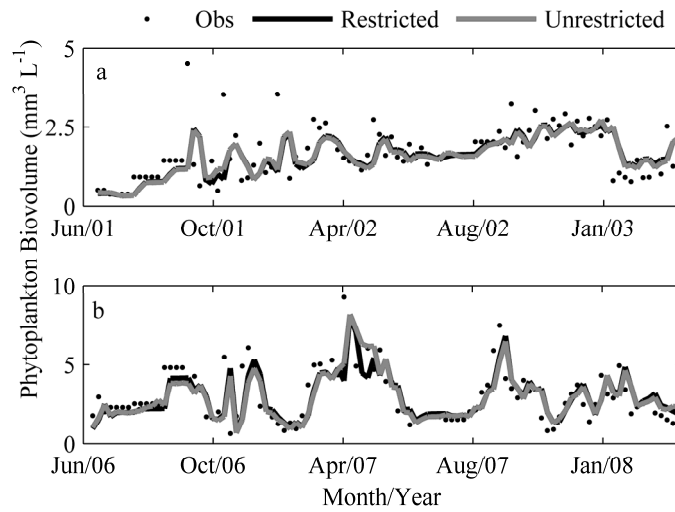 Obs Restricted Unrestricted
Phytoplankton Biovolume (mm³ L⁻¹)
a
5
2.5
0
Jun/01 Oct/01 Apr/02 Aug/02 Jan/03
b
10
5
0
Jun/06 Oct/06 Apr/07 Aug/07 Jan/08
Month/Year